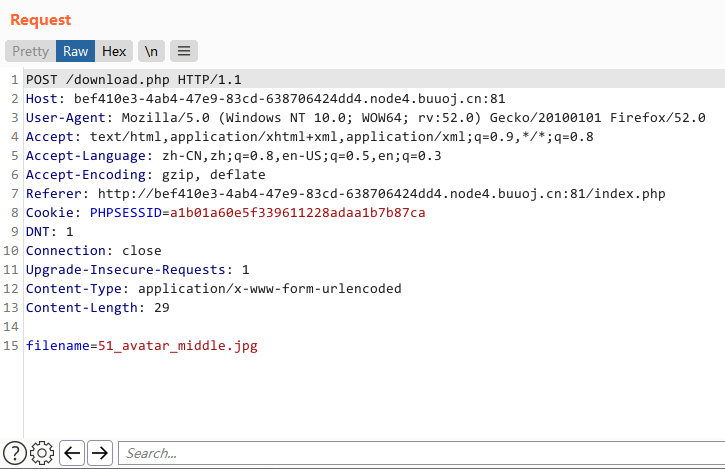 Request
Pretty Raw Hex \n
1 POST /download.php HTTP/1.1
2 Host: bef410e3-4ab4-47e9-83cd-638706424dd4.node4.buuoj.cn:81
3 User-Agent: Mozilla/5.0 (Windows NT 10.0; WOW64; rv:52.0) Gecko/20100101 Firefox/52.0
4 Accept: text/html,application/xhtml+xml,application/xml;q=0.9,*/*;q=0.8
5 Accept-Language: zh-CN,zh;q=0.8,en-US;q=0.5,en;q=0.3
6 Accept-Encoding: gzip, deflate
7 Referer: http://bef410e3-4ab4-47e9-83cd-638706424dd4.node4.buuoj.cn:81/index.php
8 Cookie: PHPSESSID=a1b01a60e5f339611228adaa1b7b87ca
9 DNT: 1
10 Connection: close
11 Upgrade-Insecure-Requests: 1
12 Content-Type: application/x-www-form-urlencoded
13 Content-Length: 29
14
15 filename=51_avatar_middle.jpg
? Search...